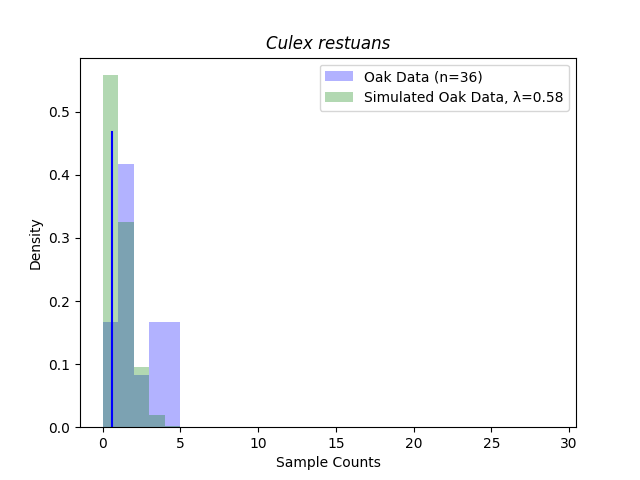 Culex restuans
Oak Data (n=36)
Simulated Oak Data, λ=0.58
Density
0.5
0.4
0.3
0.2
0.1
0.0
0 5 10 15 20 25 30
Sample Counts